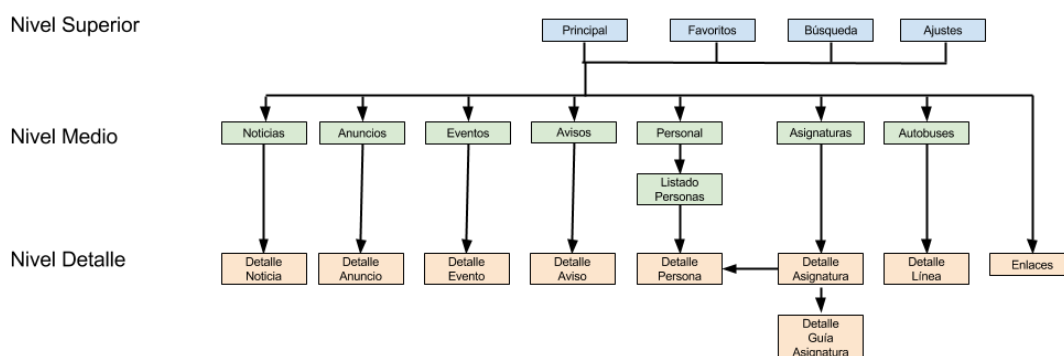 Nivel Superior
Principal
Favoritos
Búsqueda
Ajustes
Nivel Medio
Noticias
Anuncios
Eventos
Avisos
Personal
Asignaturas
Autobuses
Listado
Personas
Nivel Detalle
Detalle
Noticia
Detalle
Anuncio
Detalle
Evento
Detalle
Aviso
Detalle
Persona
Detalle
Asignatura
Detalle
Línea
Enlaces
Detalle
Guía
Asignatura